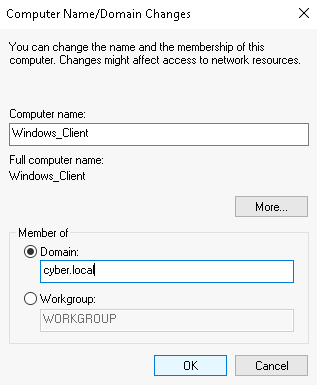 Computer Name/Domain Changes
You can change the name and the membership of this
computer. Changes might affect access to network resources.
Computer name:
Windows_Client
Full computer name:
Windows_Client
More...
Member of
Domain:
cyber.local
Workgroup:
WORKGROUP
OK
Cancel